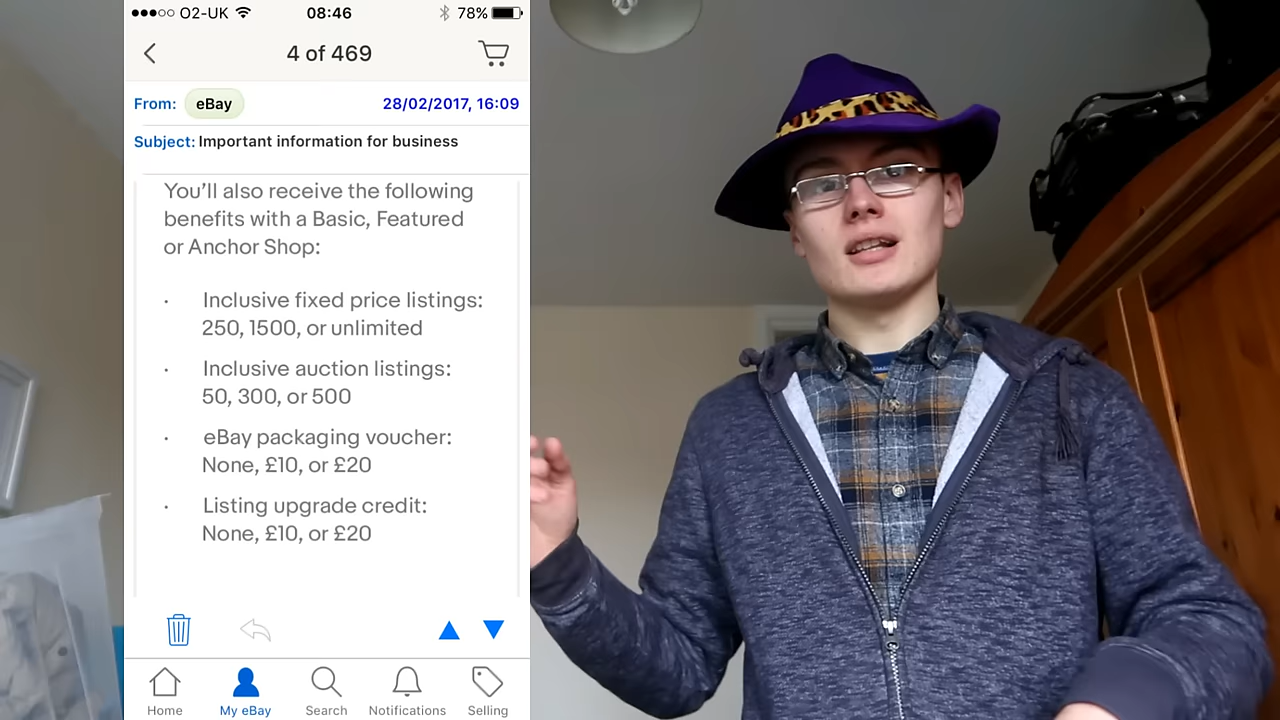 ●●●○○ O2-UK 08:46 78%
4 of 469
From: eBay 28/02/2017, 16:09
Subject: Important information for business
You’ll also receive the following
benefits with a Basic, Featured
or Anchor Shop:
· Inclusive fixed price listings:
250, 1500, or unlimited
· Inclusive auction listings:
50, 300, or 500
· eBay packaging voucher:
None, £10, or £20
· Listing upgrade credit:
None, £10, or £20
Home My eBay Search Notifications Selling